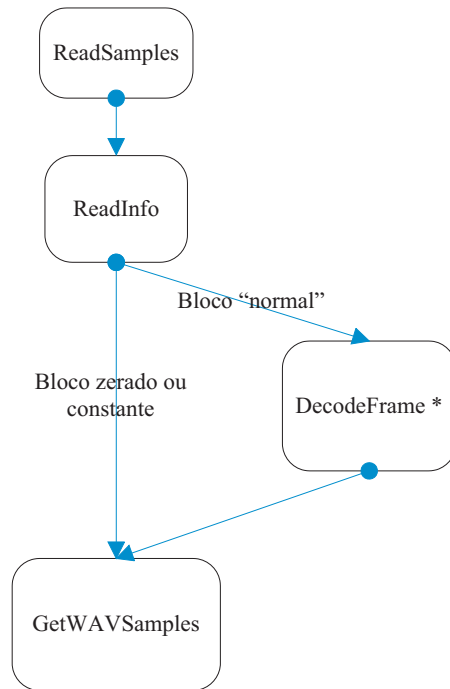 ReadSamples
ReadInfo
Bloco “normal”
Bloco zerado ou
constante
DecodeFrame *
GetWAVSamples